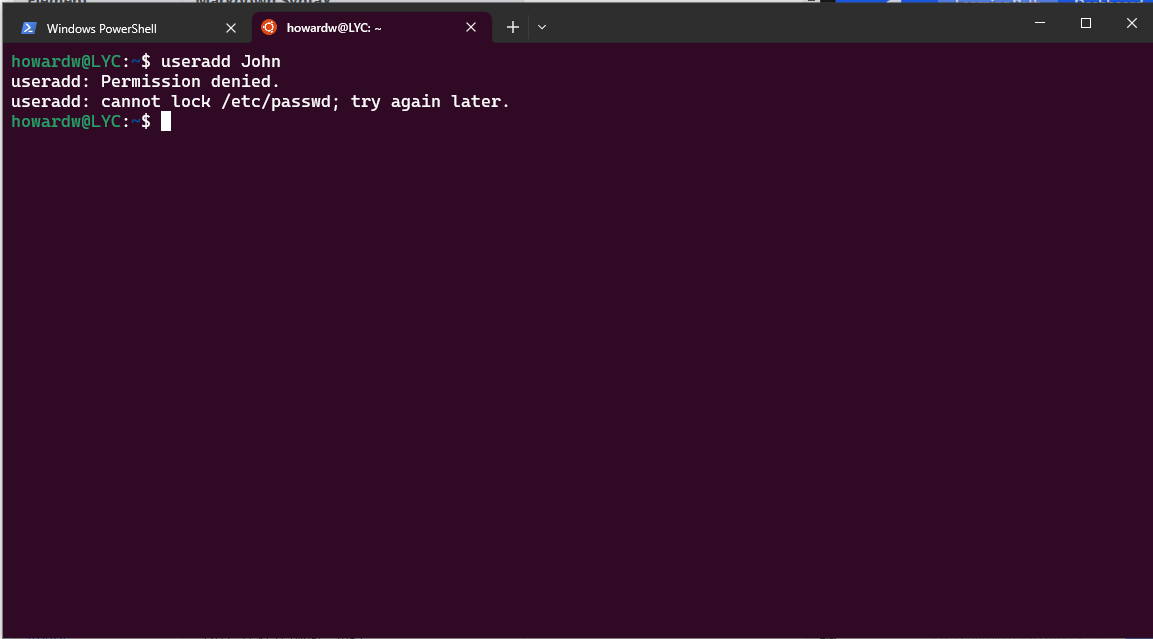 Windows PowerShell
howardw@LYC: ~
howardw@LYC:~$ useradd John
useradd: Permission denied.
useradd: cannot lock /etc/passwd; try again later.
howardw@LYC:~$